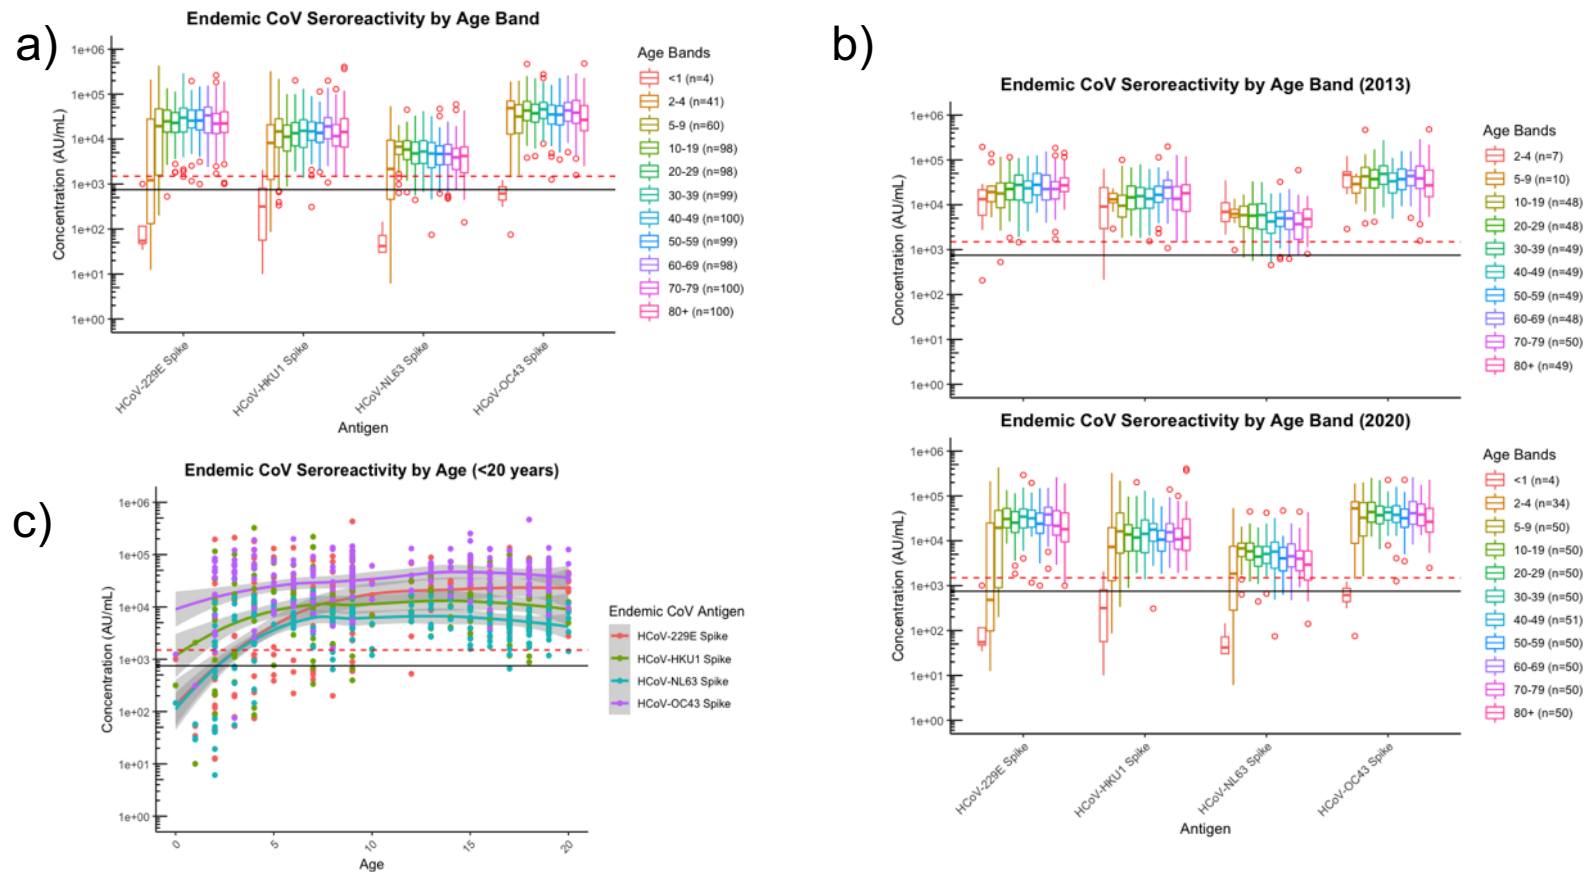 a)
Endemic CoV Seroreactivity by Age Band
1e+06
1e+05
1e+04
1e+03
1e+02
1e+01
1e+00
Concentration (AU/mL)
HCoV-229E Spike
HCoV-HKU1 Spike
HCoV-NL63 Spike
HCoV-OC43 Spike
Antigen
Age Bands
<1 (n=4)
2-4 (n=41)
5-9 (n=60)
10-19 (n=98)
20-29 (n=98)
30-39 (n=99)
40-49 (n=100)
50-59 (n=99)
60-69 (n=98)
70-79 (n=100)
80+ (n=100)
b)
Endemic CoV Seroreactivity by Age Band (2013)
1e+06
1e+05
1e+04
1e+03
1e+02
1e+01
1e+00
Concentration (AU/mL)
Age Bands
2-4 (n=7)
5-9 (n=10)
10-19 (n=48)
20-29 (n=48)
30-39 (n=49)
40-49 (n=49)
50-59 (n=49)
60-69 (n=48)
70-79 (n=50)
80+ (n=49)
Endemic CoV Seroreactivity by Age Band (2020)
1e+06
1e+05
1e+04
1e+03
1e+02
1e+01
1e+00
Concentration (AU/mL)
HCoV-229E Spike
HCoV-HKU1 Spike
HCoV-NL63 Spike
HCoV-OC43 Spike
Antigen
Age Bands
<1 (n=4)
2-4 (n=34)
5-9 (n=50)
10-19 (n=50)
20-29 (n=50)
30-39 (n=50)
40-49 (n=51)
50-59 (n=50)
60-69 (n=50)
70-79 (n=50)
80+ (n=50)
c)
Endemic CoV Seroreactivity by Age (<20 years)
1e+06
1e+05
1e+04
1e+03
1e+02
1e+01
1e+00
Concentration (AU/mL)
0
5
10
15
20
Age
Endemic CoV Antigen
HCoV-229E Spike
HCoV-HKU1 Spike
HCoV-NL63 Spike
HCoV-OC43 Spike